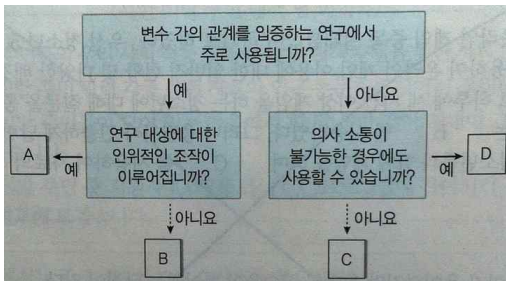 변수 간의 관계를 입증하는 연구에서
주로 사용됩니까?
예
아니요
연구 대상에 대한
인위적인 조작이
이루어집니까?
의사 소통이
불가능한 경우에도
사용할 수 있습니까?
A
예
예
D
아니요
아니요
B
C